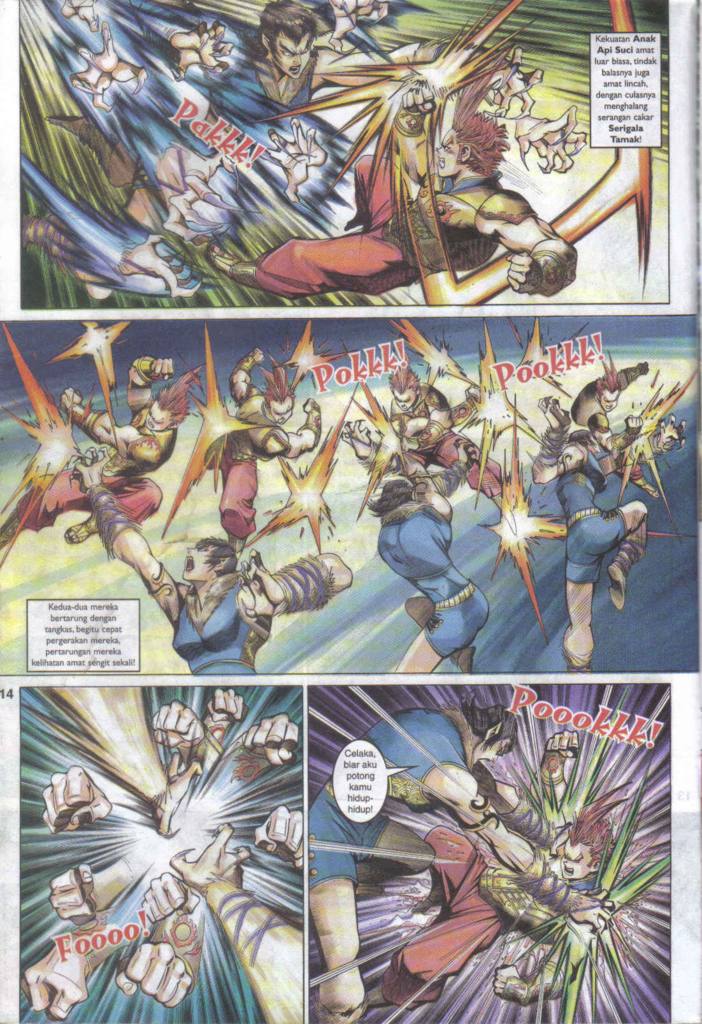 Kekuatan Anak
Api Suci amat
luar biasa, tindak
balasnya juga
amat lincah,
dengan culasnya
menghalang
serangan cakar
Serigala
Tamak!
Pakkk!
Pokkk!
Pookkk!
Kedua-dua mereka
bertarung dengan
tangkas, begitu cepat
pergerakan mereka,
pertarungan mereka
kelihatan amat sengit sekali!
14
Foooo!
Poookkk!
Celaka,
biar aku
potong
kamu
hidup-
hidup!
13